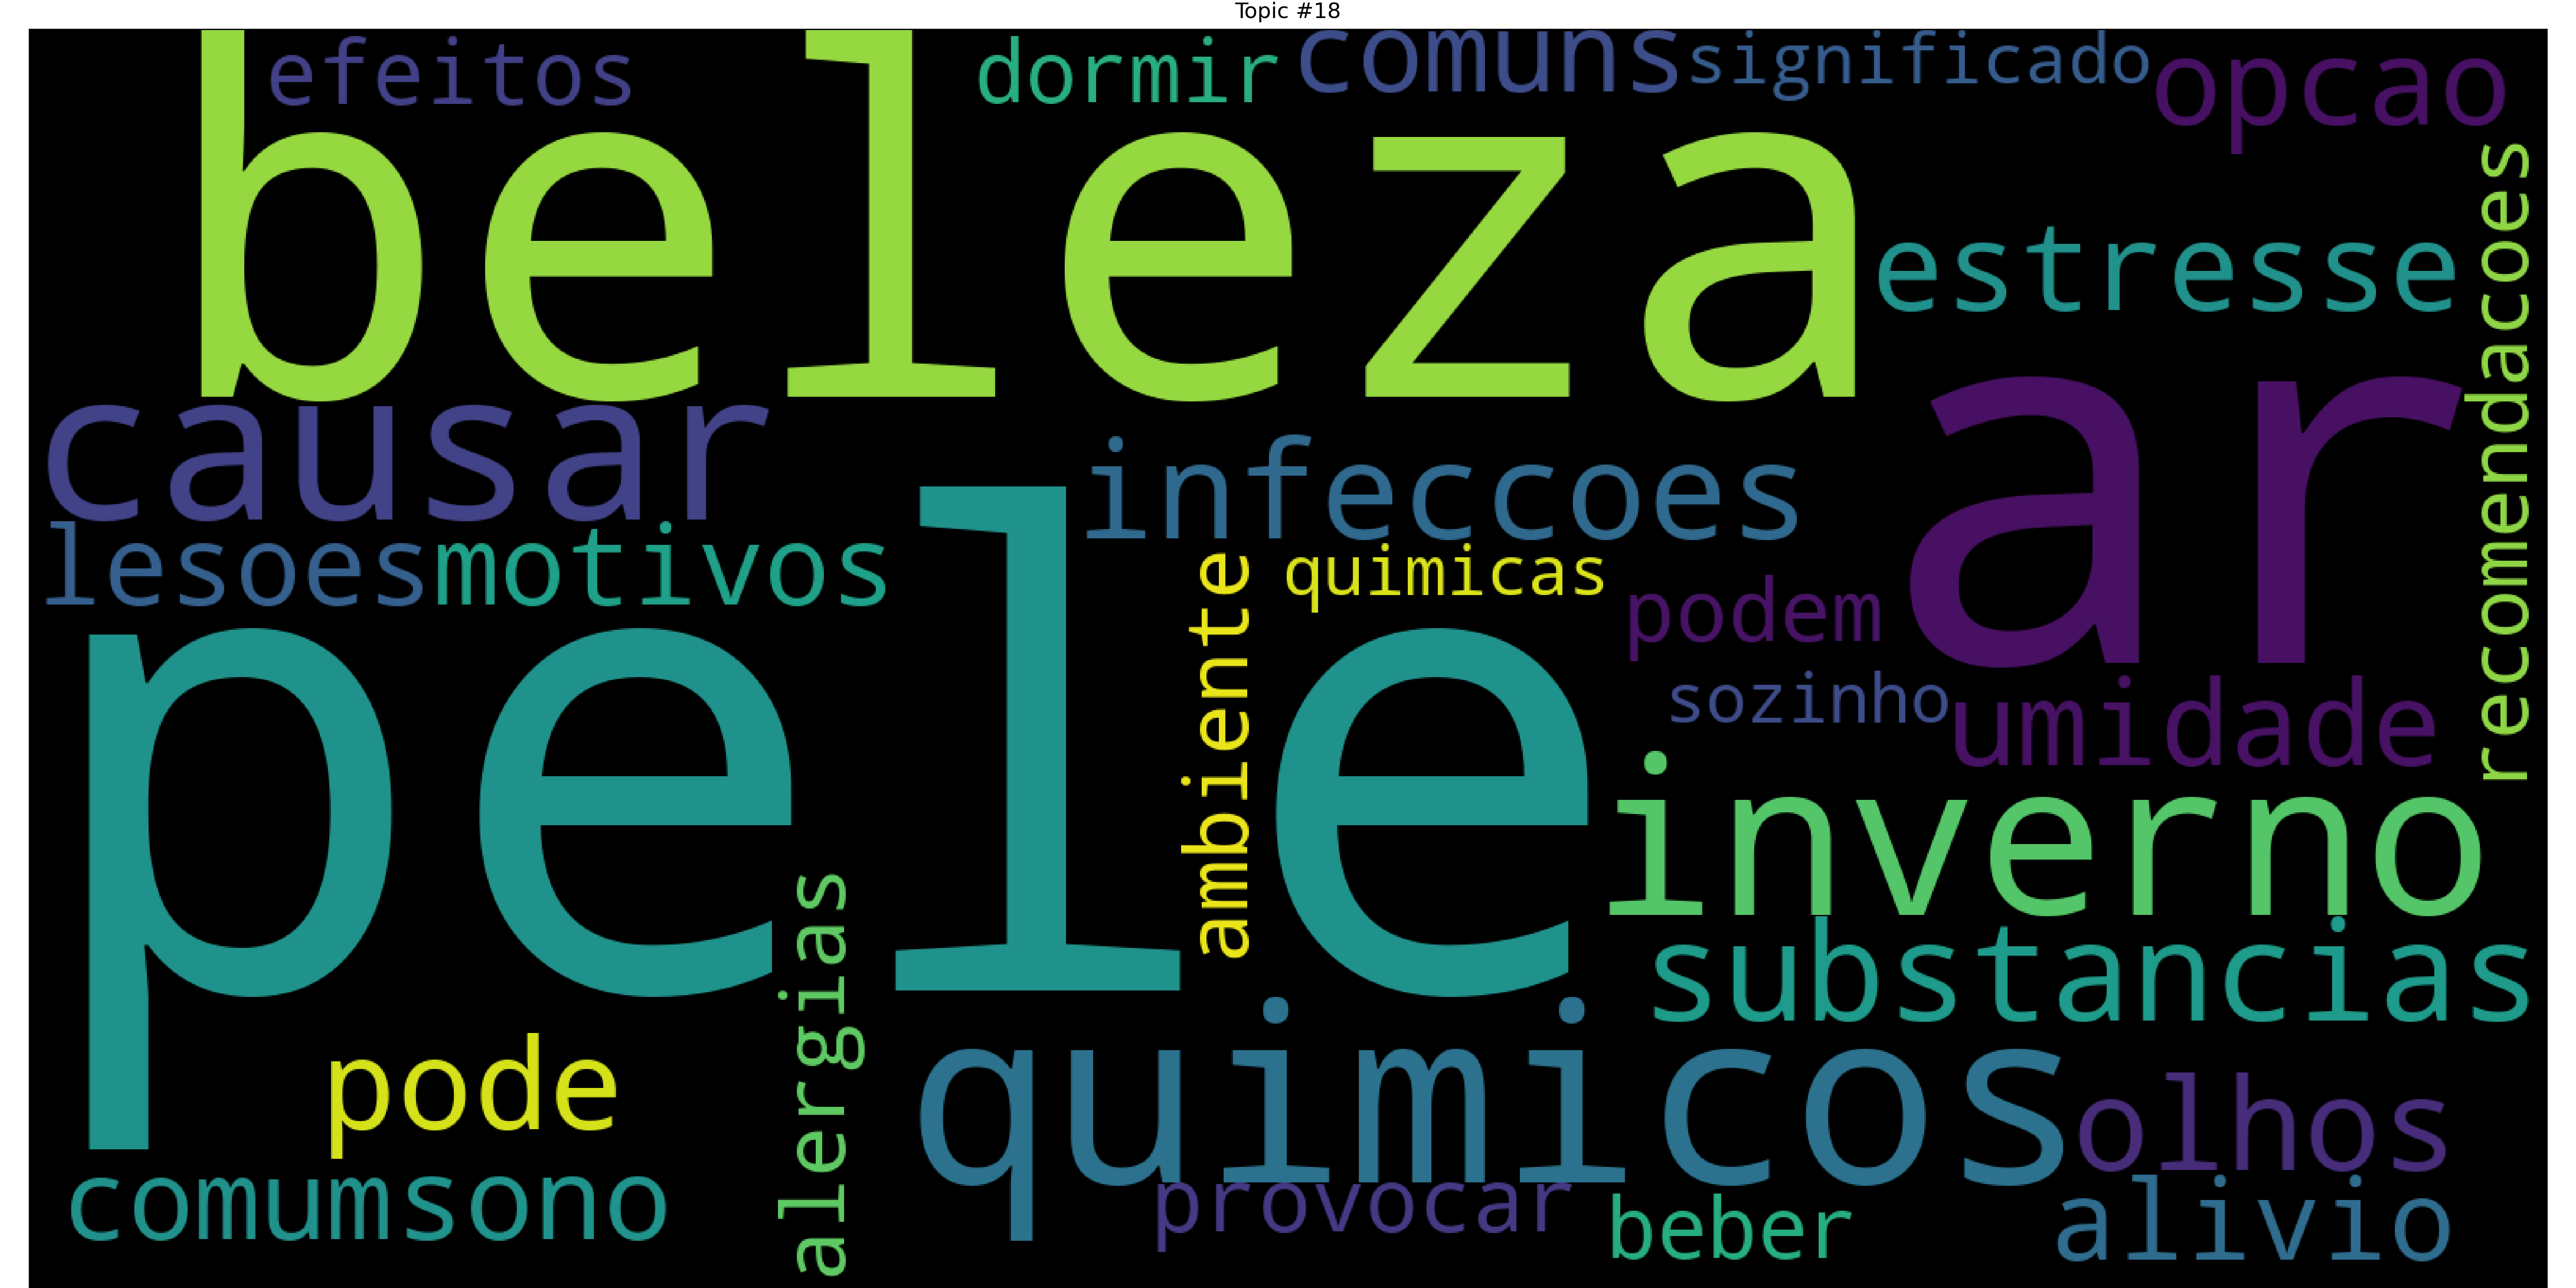 Topic #18
efeitos
dormir
comuns
significado
opcao
beleza
estresse
recomendacoes
ar
causar
infeccoes
lesoes
motivos
quimicas
ambiente
podem
sozinho
umidade
pele
inverno
substancias
alergias
quimicos
pode
olhos
comum
sono
provocar
beber
alivio